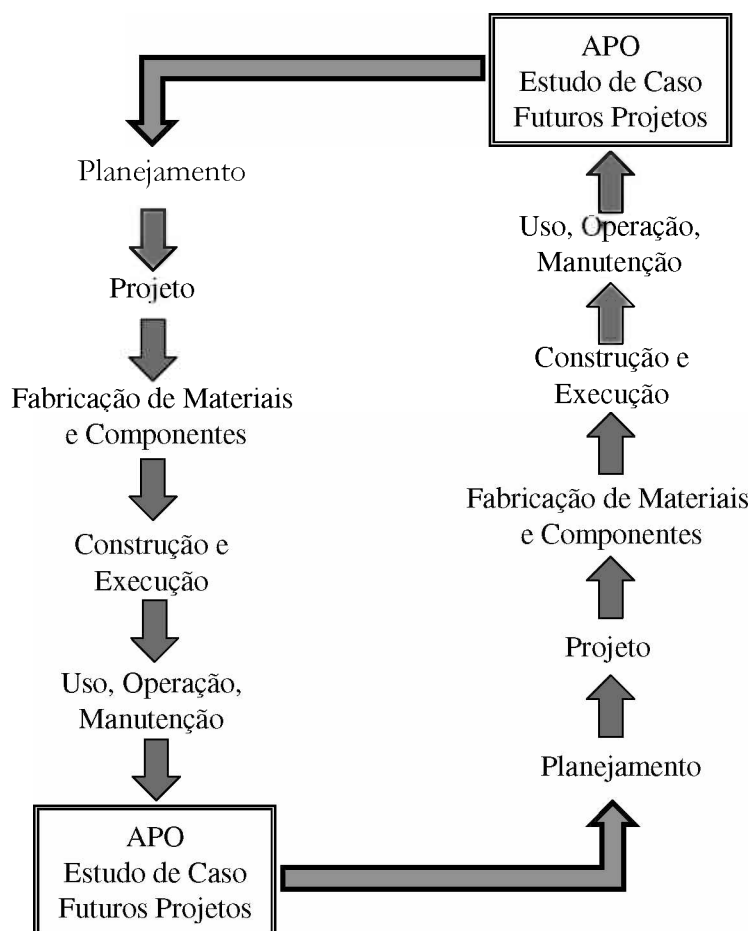 APO
Estudo de Caso
Futuros Projetos
Planejamento
Projeto
Fabricação de Materiais
e Componentes
Construção e
Execução
Uso, Operação,
Manutenção
APO
Estudo de Caso
Futuros Projetos
Uso, Operação,
Manutenção
Construção e
Execução
Fabricação de Materiais
e Componentes
Projeto
Planejamento